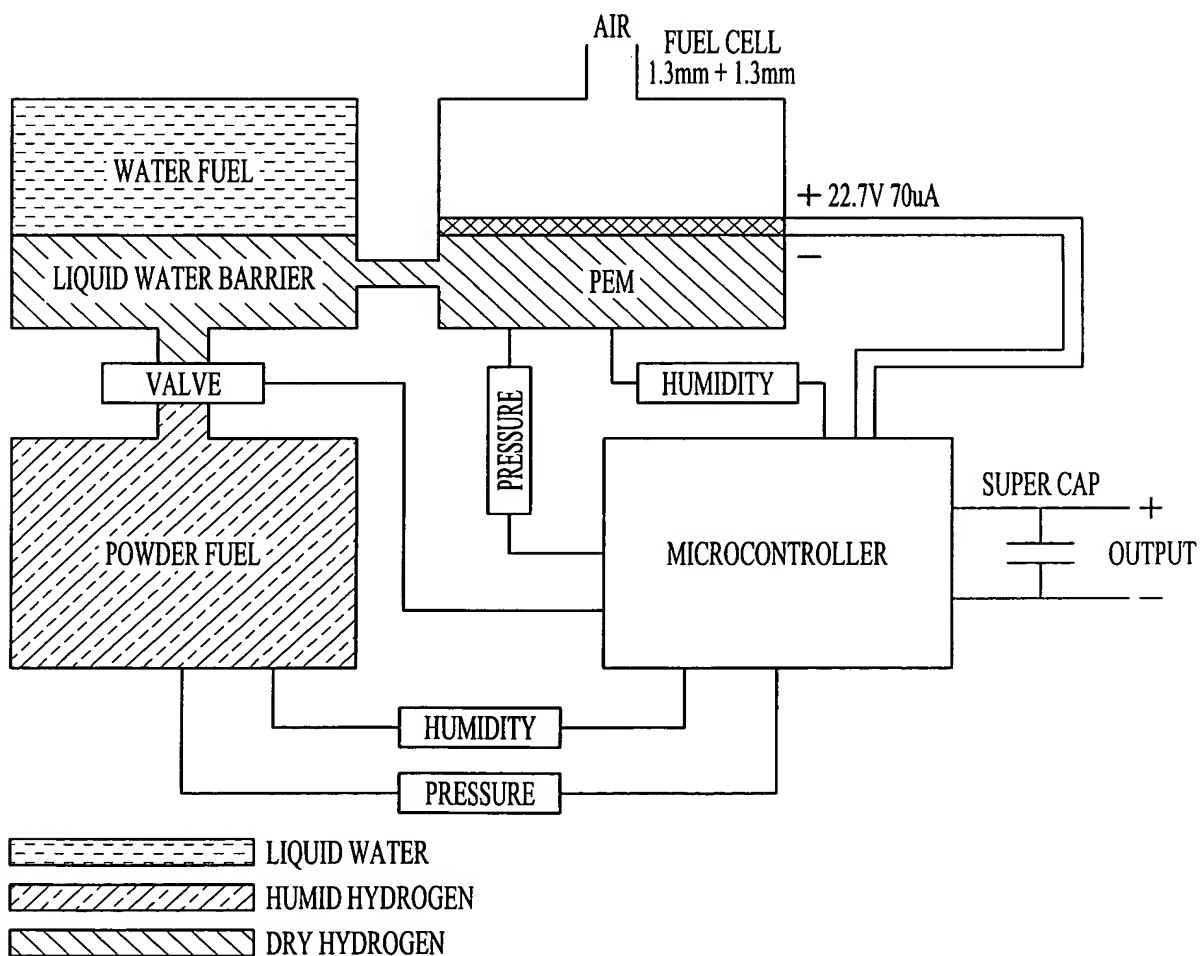 AIR
FUEL CELL
1.3mm + 1.3mm
WATER FUEL
+ 22.7V 70uA
LIQUID WATER BARRIER
PEM
−
VALVE
HUMIDITY
PRESSURE
POWDER FUEL
MICROCONTROLLER
SUPER CAP
+
OUTPUT
−
HUMIDITY
PRESSURE
LIQUID WATER
HUMID HYDROGEN
DRY HYDROGEN